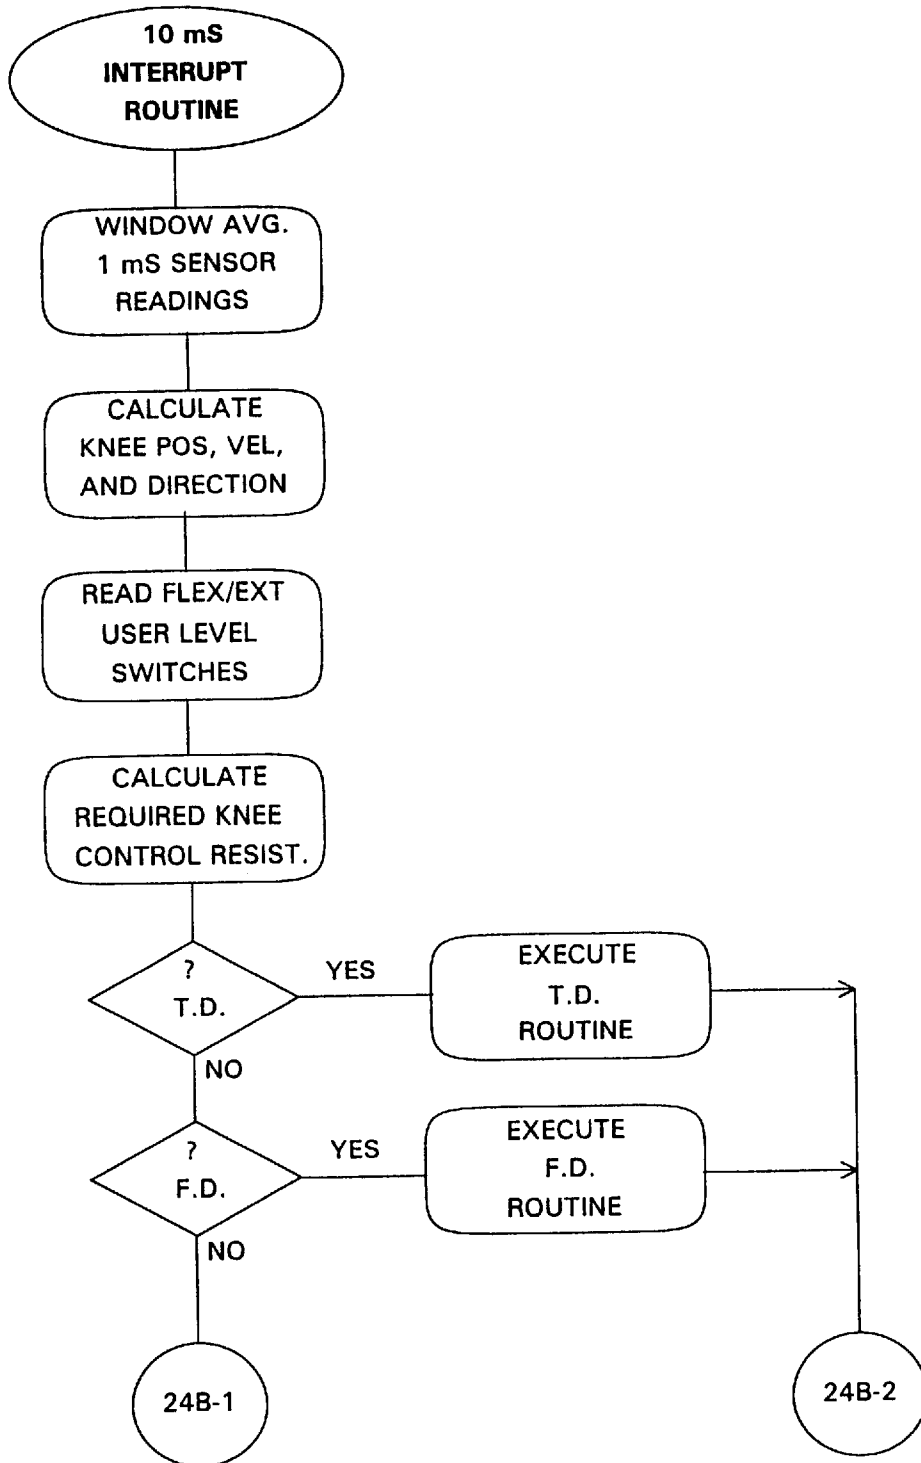 10 mS
INTERRUPT
ROUTINE
WINDOW AVG.
1 mS SENSOR
READINGS
CALCULATE
KNEE POS, VEL,
AND DIRECTION
READ FLEX/EXT
USER LEVEL
SWITCHES
CALCULATE
REQUIRED KNEE
CONTROL RESIST.
?
T.D.
YES
EXECUTE
T.D.
ROUTINE
NO
?
F.D.
YES
EXECUTE
F.D.
ROUTINE
NO
24B-1
24B-2